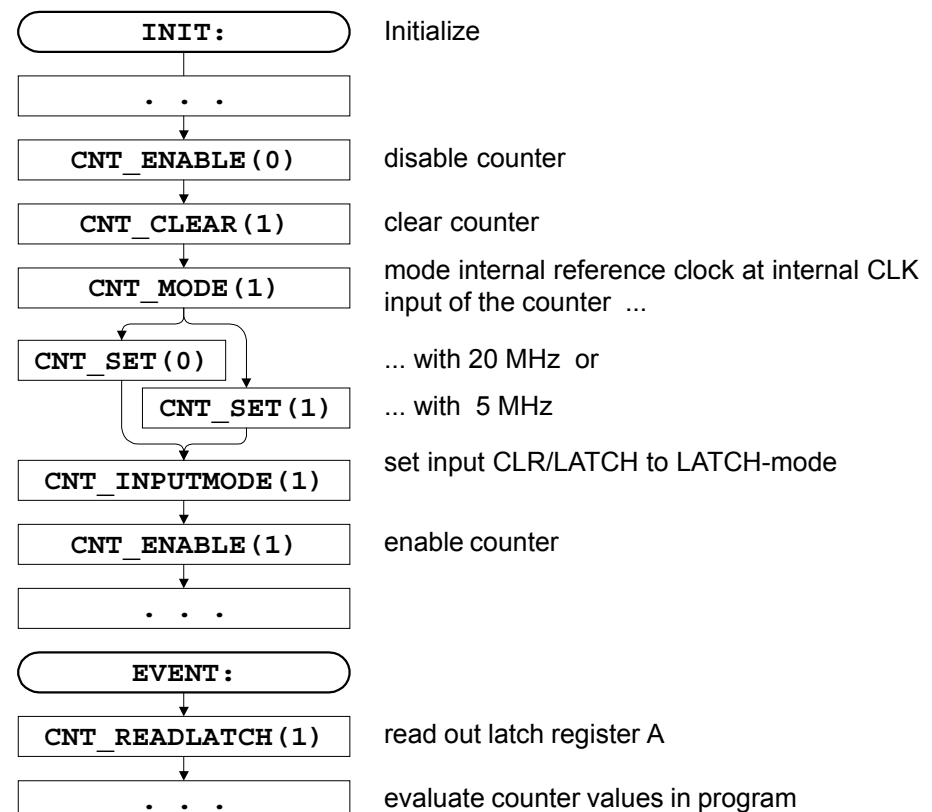 INIT: Initialize
. . .
CNT_ENABLE(0) disable counter
CNT_CLEAR(1) clear counter
CNT_MODE(1) mode internal reference clock at internal CLK
input of the counter ...
CNT_SET(0) ... with 20 MHz or
CNT_SET(1) ... with 5 MHz
CNT_INPUTMODE(1) set input CLR/LATCH to LATCH-mode
CNT_ENABLE(1) enable counter
. . .
EVENT:
CNT_READLATCH(1) read out latch register A
. . . evaluate counter values in program